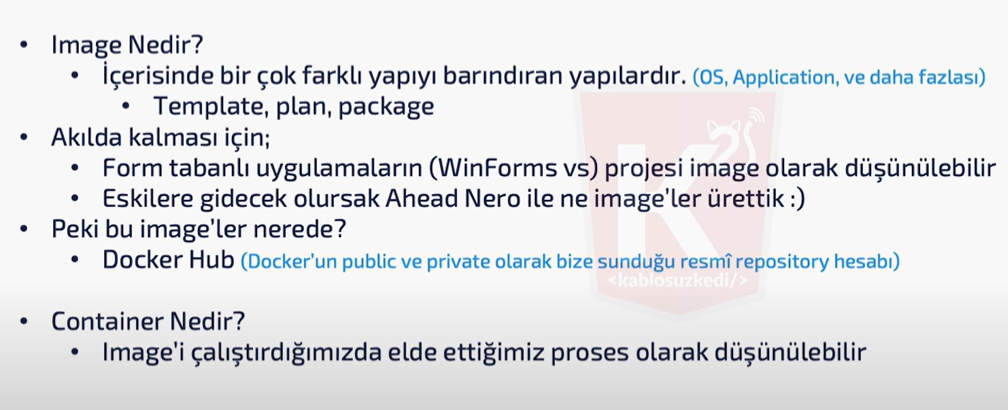 • Image Nedir?
• İçerisinde bir çok farklı yapıyı barındıran yapılardır. (OS, Application, ve daha fazlası)
• Template, plan, package
• Akılda kalması için;
• Form tabanlı uygulamaların (WinForms vs) projesi image olarak düşünülebilir
• Eskilere gidecek olursak Ahead Nero ile ne image'ler ürettik :)
• Peki bu image'ler nerede?
• Docker Hub (Docker'un public ve private olarak bize sunduğu resmî repository hesabı)
K2
<kablosuzkedi/>
• Container Nedir?
• Image'i çalıştırdığımızda elde ettiğimiz proses olarak düşünülebilir